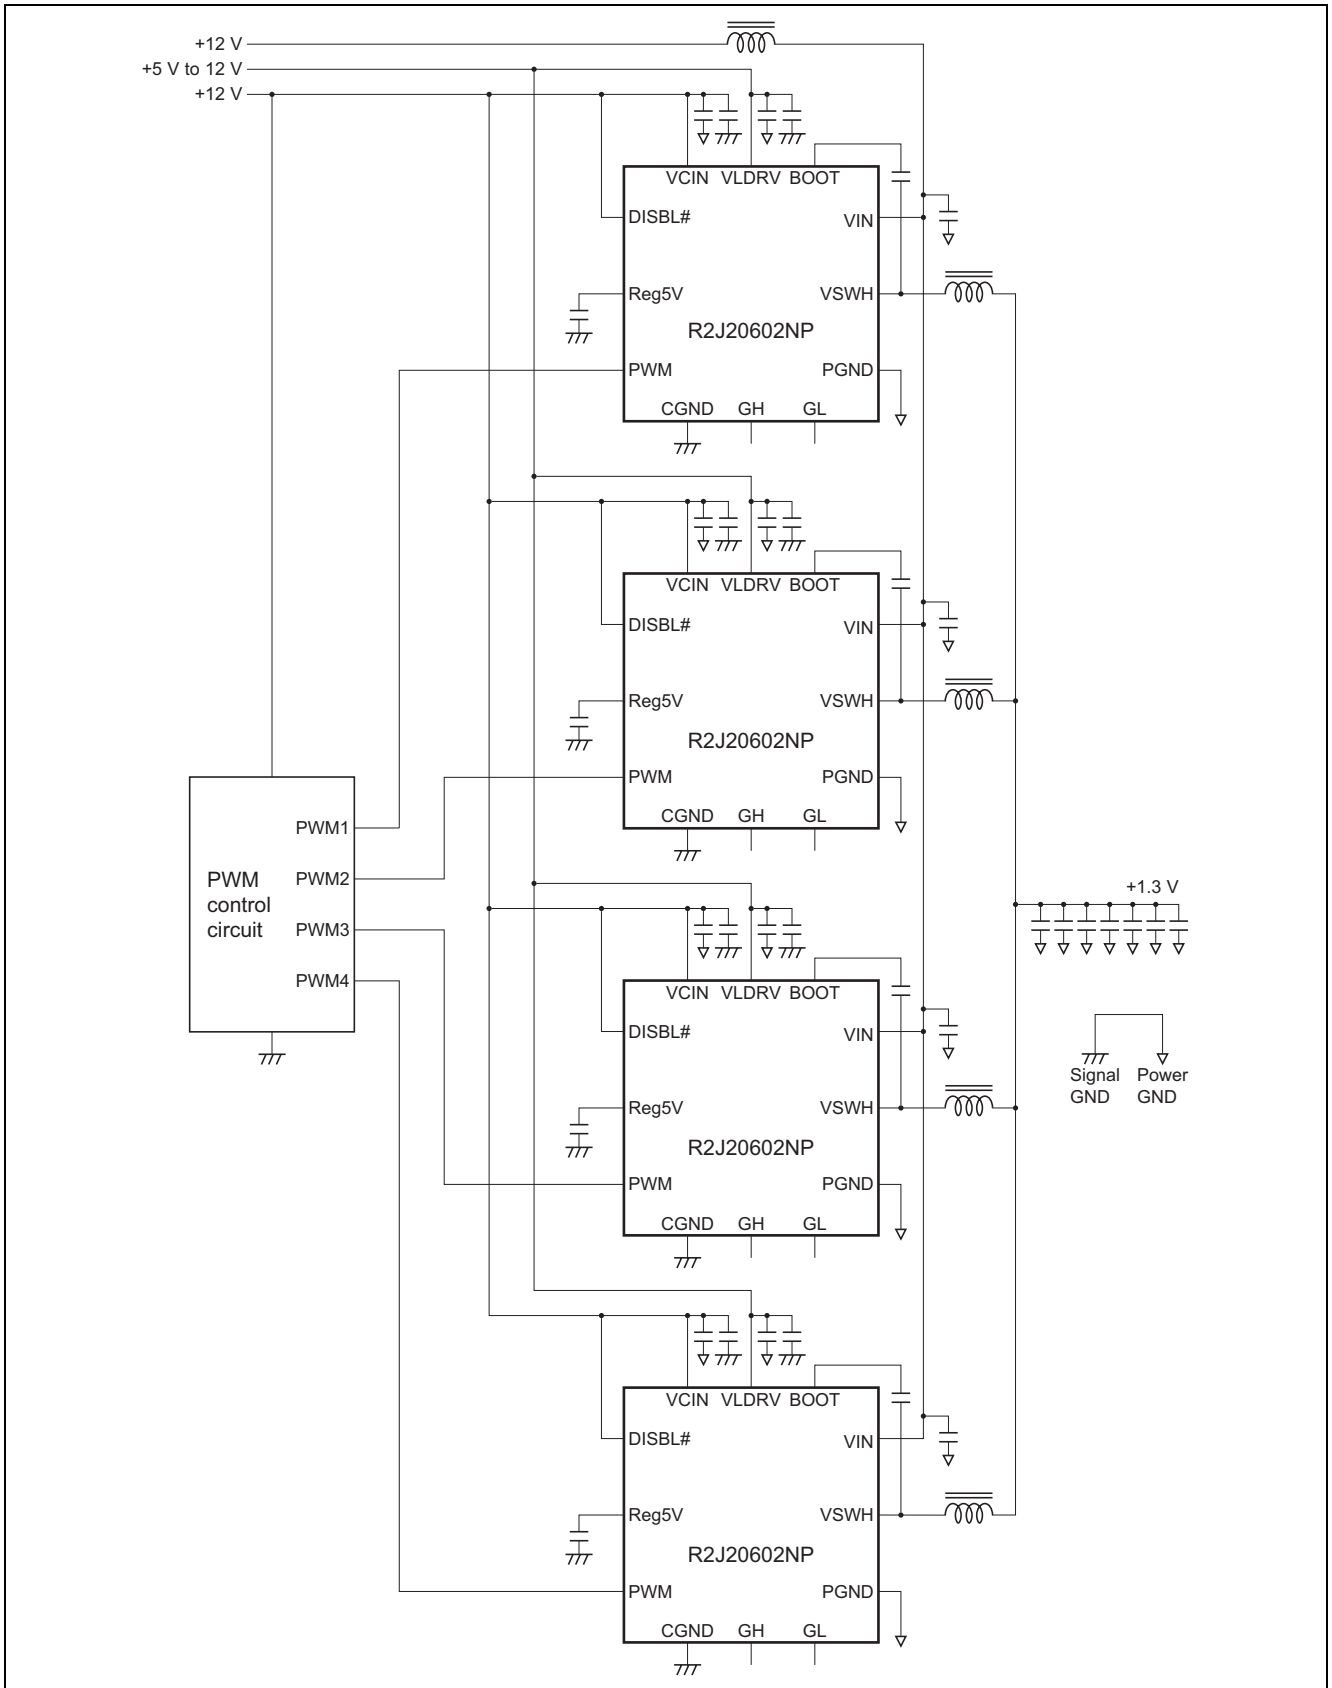 +12 V
+5 V to 12 V
+12 V
VCIN VLDRV BOOT
DISBL#
VIN
Reg5V
VSWH
R2J20602NP
PWM
PGND
CGND GH GL
VCIN VLDRV BOOT
DISBL#
VIN
Reg5V
VSWH
R2J20602NP
PWM
PGND
CGND GH GL
PWM1
PWM2
PWM3
PWM4
PWM
control
circuit
VCIN VLDRV BOOT
DISBL#
VIN
Reg5V
VSWH
R2J20602NP
PWM
PGND
CGND GH GL
+1.3 V
Signal
GND
Power
GND
VCIN VLDRV BOOT
DISBL#
VIN
Reg5V
VSWH
R2J20602NP
PWM
PGND
CGND GH GL